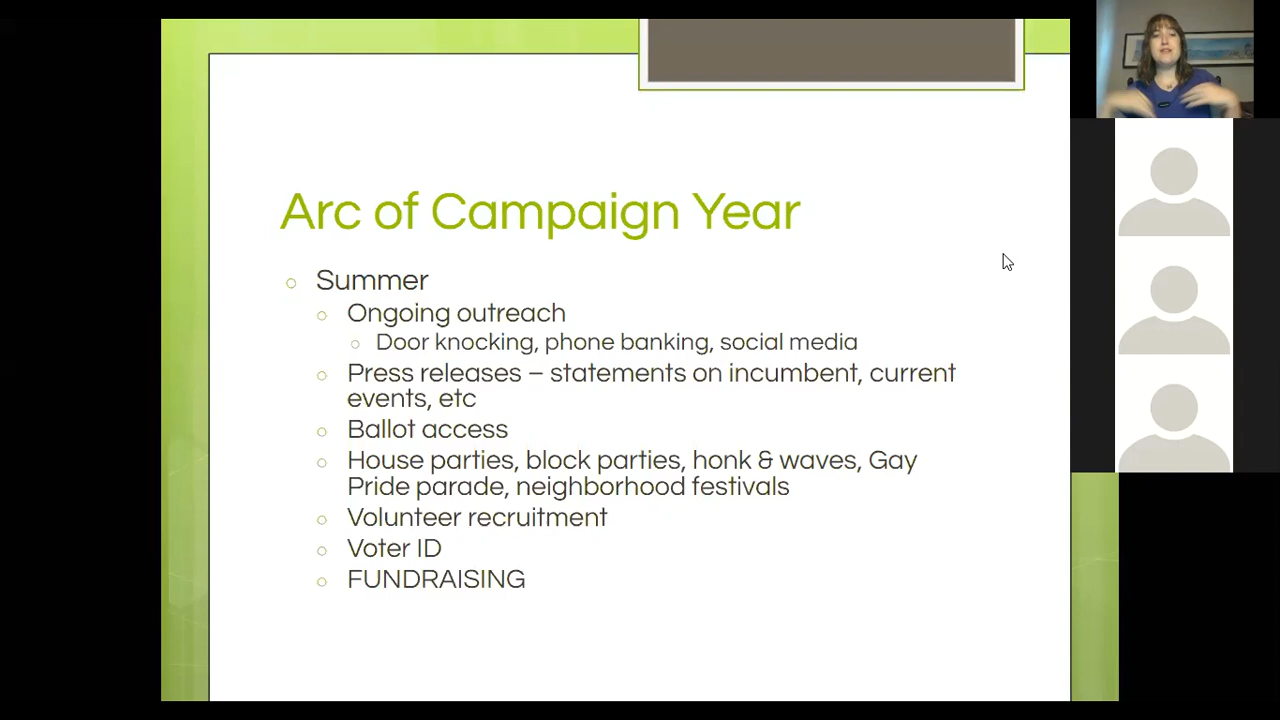 Arc of Campaign Year
Summer
Ongoing outreach
Door knocking, phone banking, social media
Press releases – statements on incumbent, current
events, etc
Ballot access
House parties, block parties, honk & waves, Gay
Pride parade, neighborhood festivals
Volunteer recruitment
Voter ID
FUNDRAISING